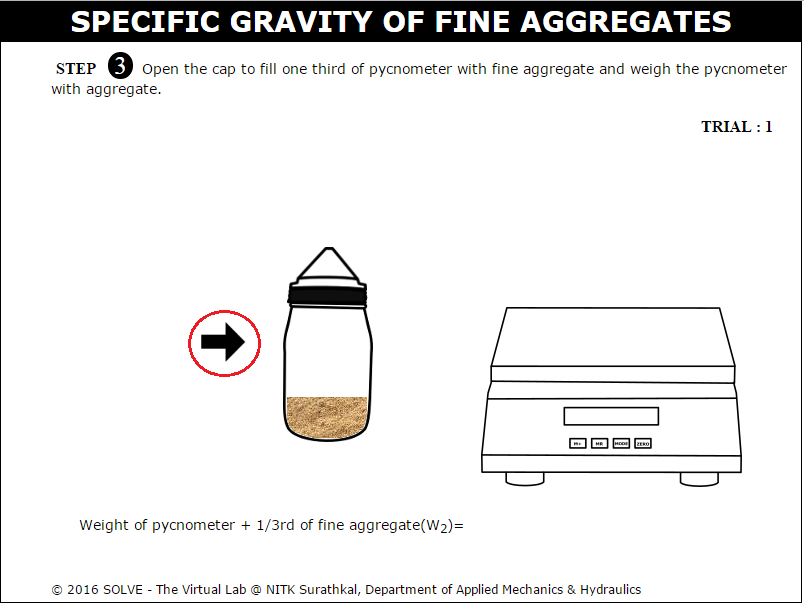 SPECIFIC GRAVITY OF FINE AGGREGATES
STEP 3 Open the cap to fill one third of pycnometer with fine aggregate and weigh the pycnometer
with aggregate.
TRIAL : 1
M+ MR MODE ZERO
Weight of pycnometer + 1/3rd of fine aggregate(W2)=
© 2016 SOLVE - The Virtual Lab @ NITK Surathkal, Department of Applied Mechanics & Hydraulics